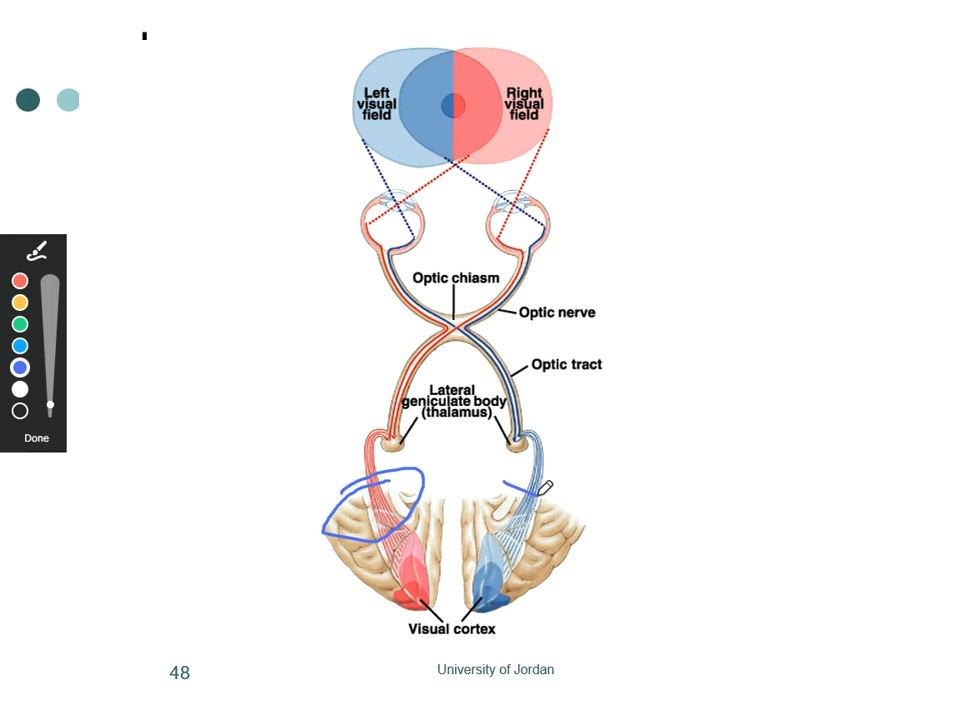 Left
visual
field
Right
visual
field
Optic chiasm
Optic nerve
Optic tract
Lateral
geniculate body
(thalamus)
Done
Visual cortex
48
University of Jordan